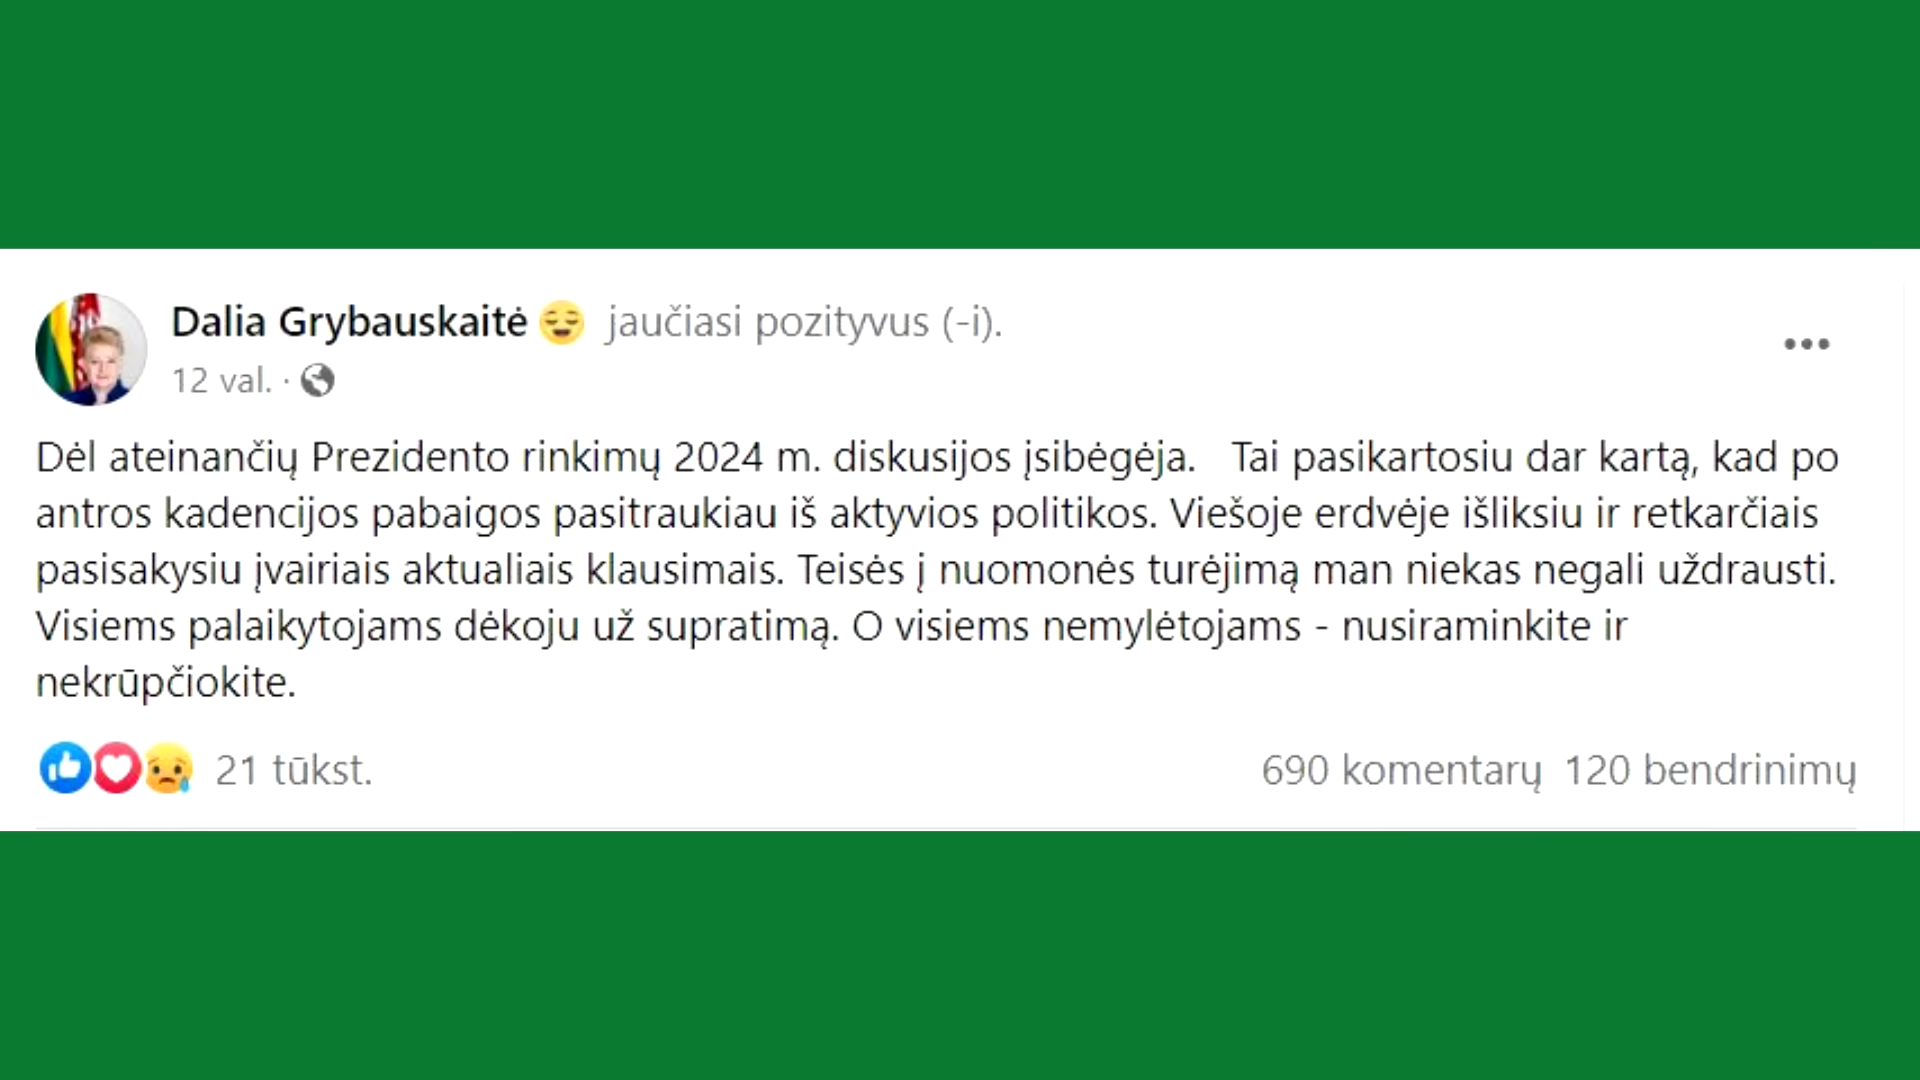 Dalia Grybauskaitė jaučiasi pozityvus (-i).
12 val. ·
Dėl ateinančių Prezidento rinkimų 2024 m. diskusijos įsibėgėja. Tai pasikartosiu dar kartą, kad po
antros kadencijos pabaigos pasitraukiau iš aktyvios politikos. Viešoje erdvėje išliksiu ir retkarčiais
pasisakysiu įvairiais aktualiais klausimais. Teisės į nuomonės turėjimą man niekas negali uždrausti.
Visiems palaikytojams dėkoju už supratimą. O visiems nemylėtojams - nusiraminkite ir
nekrūpčiokite.
21 tūkst. 690 komentarų 120 bendrinimų